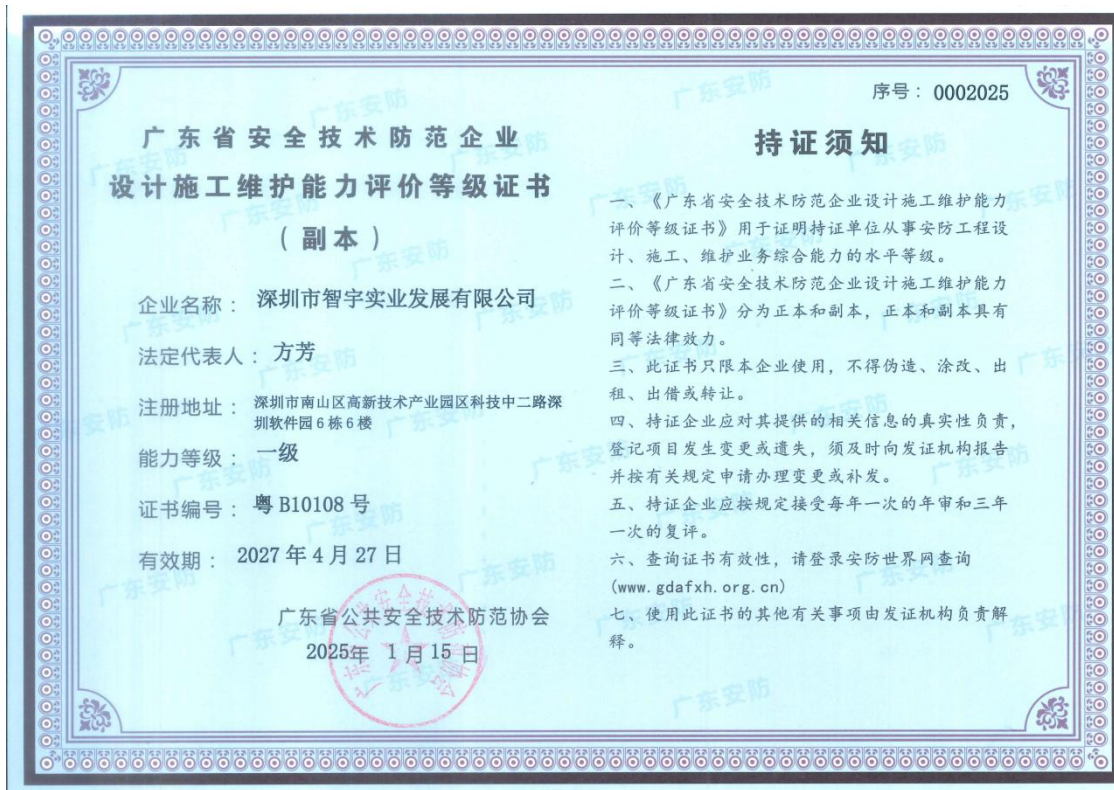 序号：0002025
广东省安全技术防范企业
设计施工维护能力评价等级证书
（副本）
企业名称：深圳市智宇实业发展有限公司
法定代表人：方芳
注册地址：深圳市南山区高新技术产业园区科技中二路深
圳软件园6栋6楼
能力等级：一级
证书编号：粤B10108号
有效期：2027年4月27日
广东省公共安全技术防范协会
2025年 1月15日
持证须知
一、《广东省安全技术防范企业设计施工维护能力
评价等级证书》用于证明持证单位从事安防工程设
计、施工、维护业务综合能力的水平等级。
二、《广东省安全技术防范企业设计施工维护能力
评价等级证书》分为正本和副本，正本和副本具有
同等法律效力。
三、此证书只限本企业使用，不得伪造、涂改、出
租、出借或转让。
四、持证企业应对其提供的相关信息的真实性负责，
登记项目发生变更或遗失，须及时向发证机构报告
并按有关规定申请办理变更或补发。
五、持证企业应按规定接受每年一次的年审和三年
一次的复评。
六、查询证书有效性，请登录安防世界网查询
(www.gdafxh.org.cn)
七、使用此证书的其他有关事项由发证机构负责解
释。
广东安防